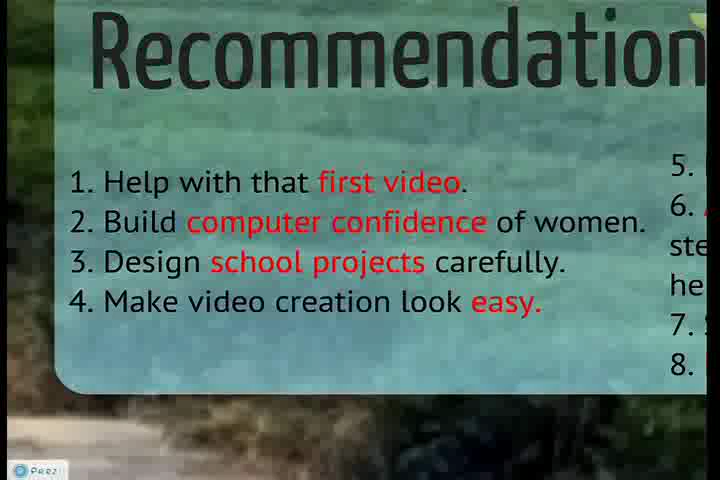 Recommendation
1. Help with that first video.
2. Build computer confidence of women.
3. Design school projects carefully.
4. Make video creation look easy.
5.
6.
ste
he
7.
8.
Prezi